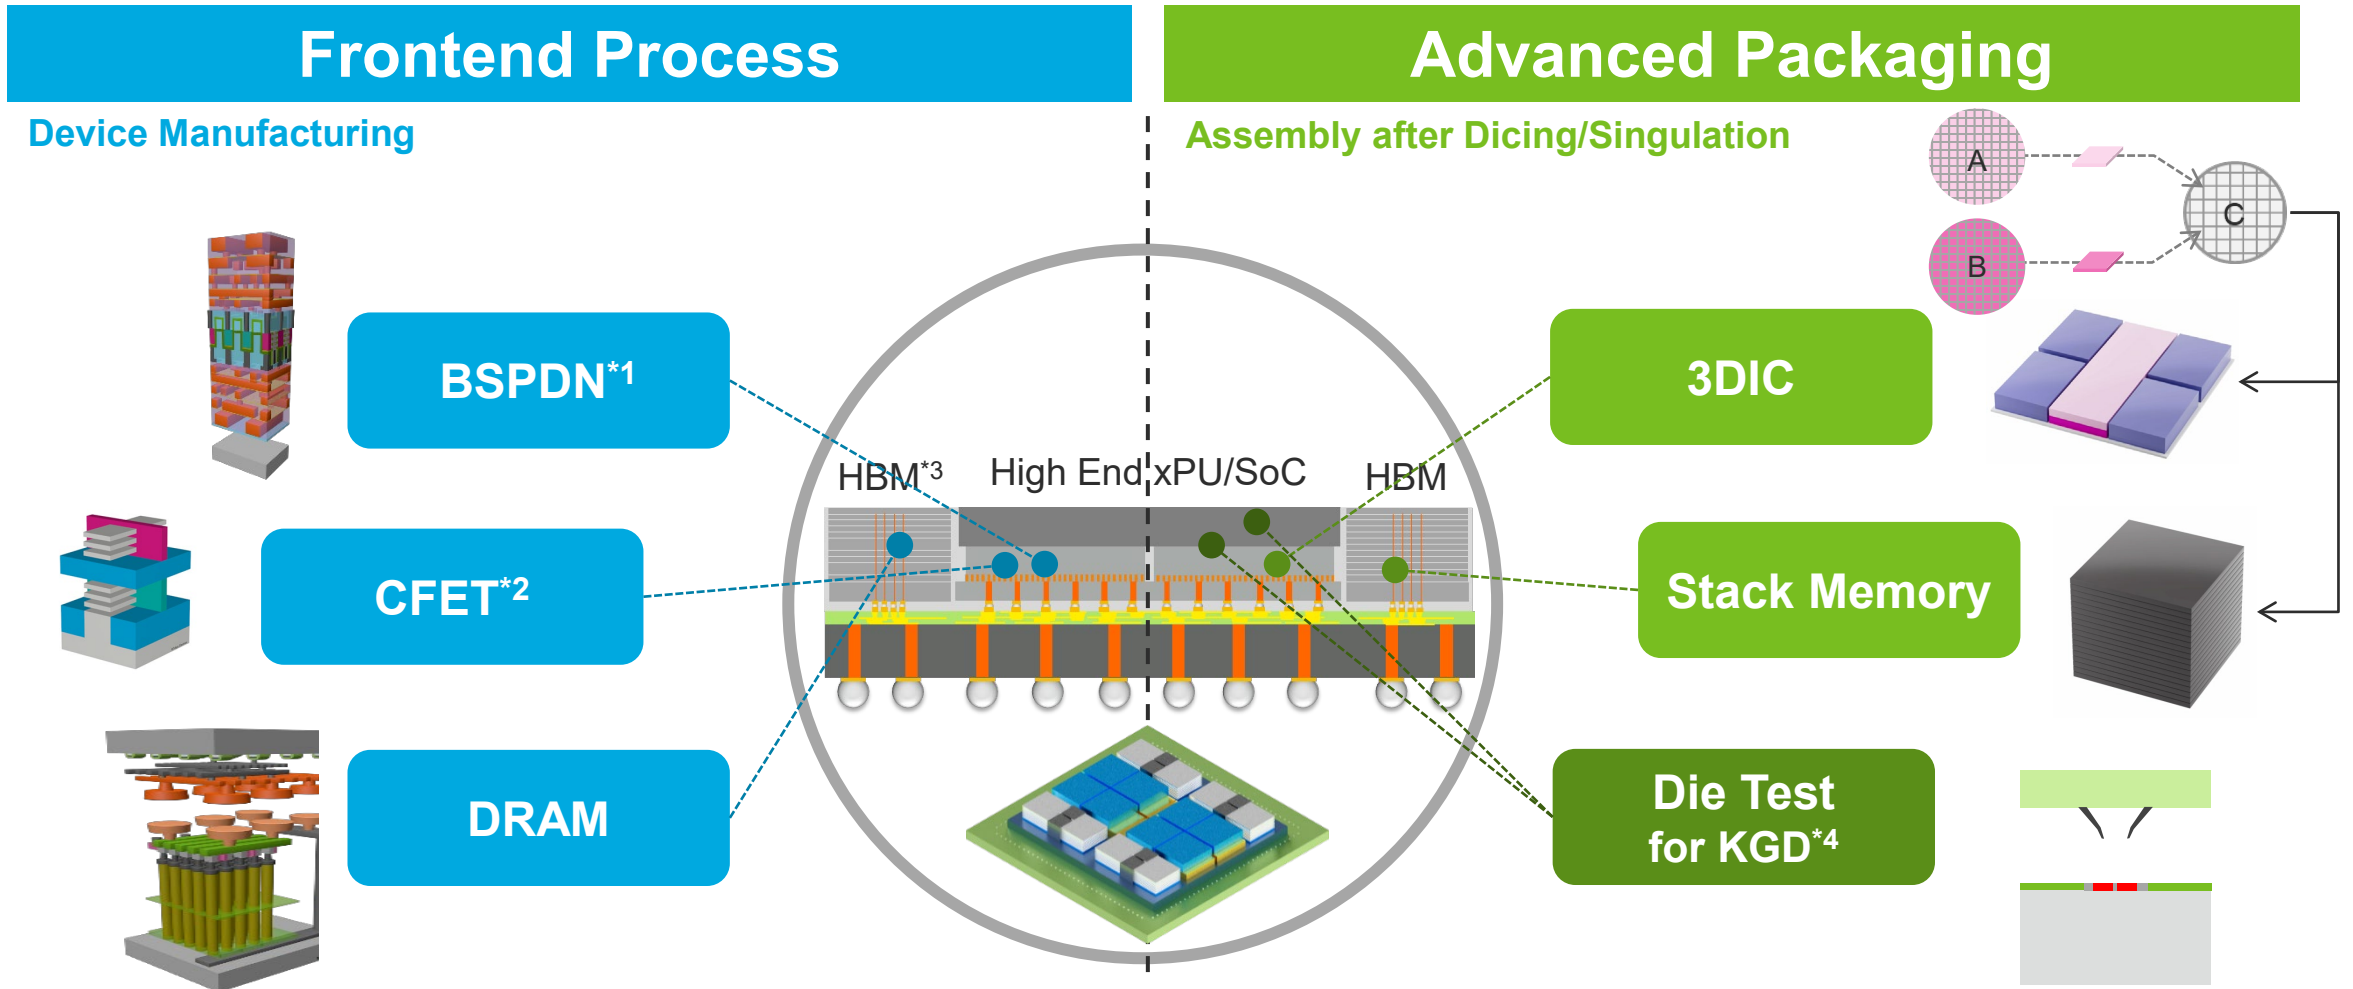 Frontend Process
Advanced Packaging
Device Manufacturing
Assembly after Dicing/Singulation
A
B
C
BSPDN*1
3DIC
HBM*3
High End xPU/SoC
HBM
CFET*2
Stack Memory
DRAM
Die Test
for KGD*4